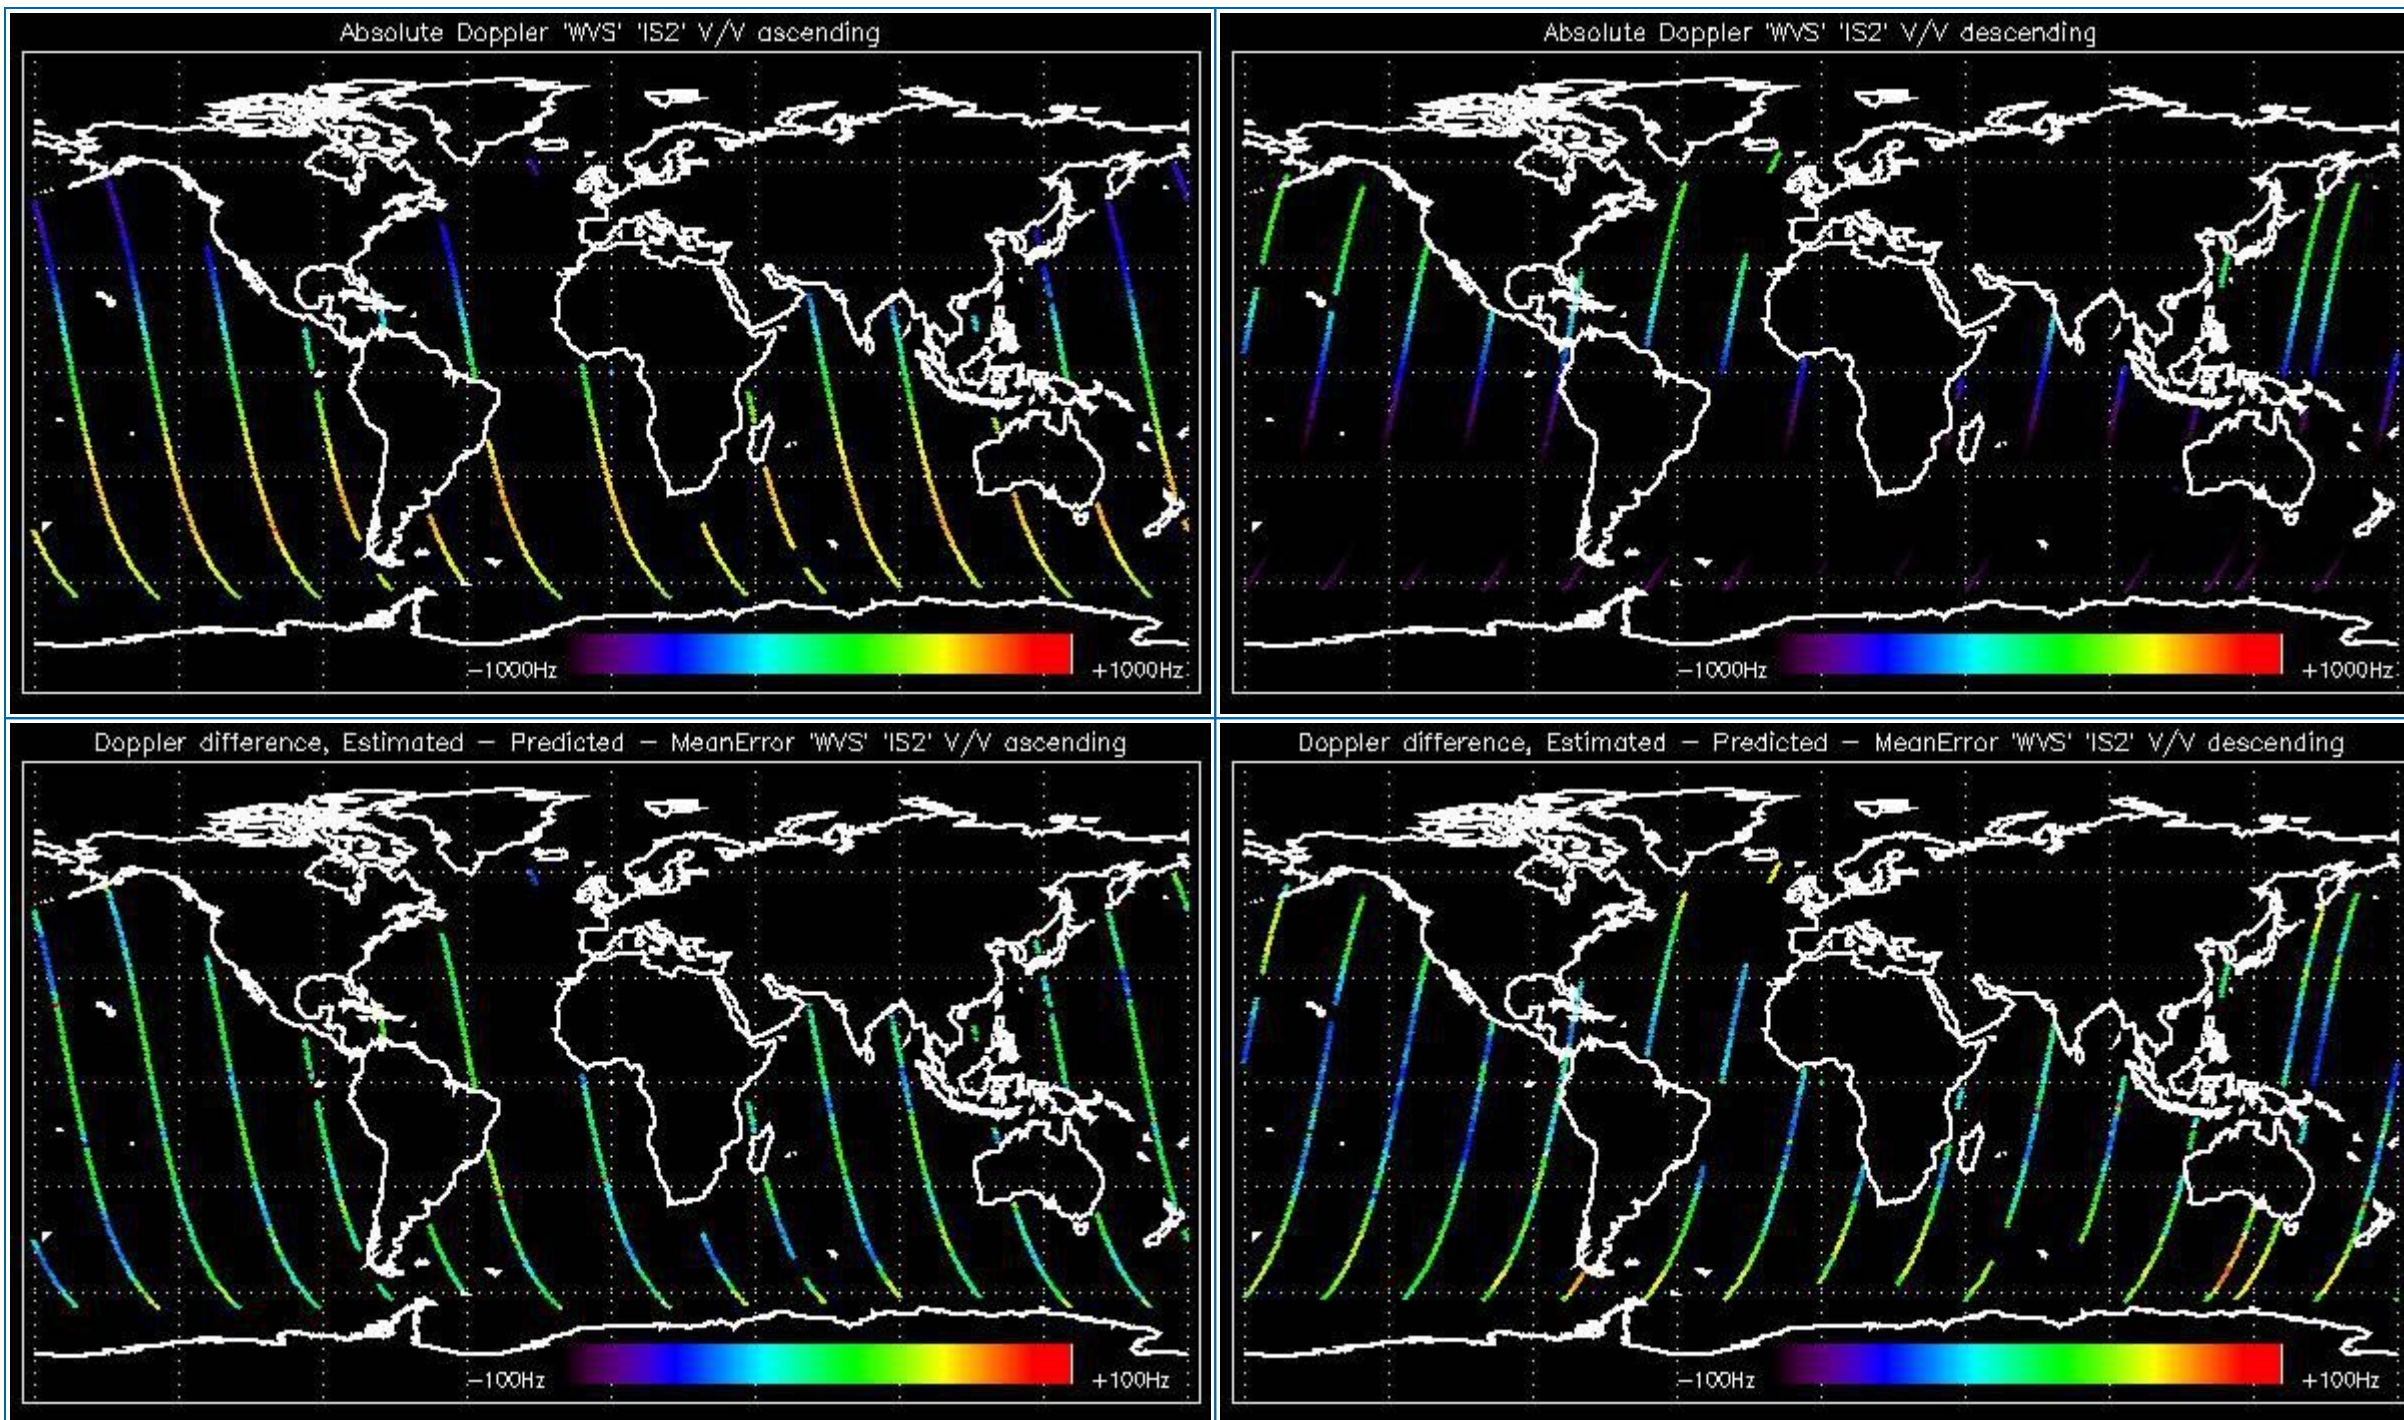 Absolute Doppler 'WVS' 'IS2' V/V ascending
-1000Hz
+1000Hz
Absolute Doppler 'WVS' 'IS2' V/V descending
-1000Hz
+1000Hz
Doppler difference, Estimated - Predicted - MeanError 'WVS' 'IS2' V/V ascending
-100Hz
+100Hz
Doppler difference, Estimated - Predicted - MeanError 'WVS' 'IS2' V/V descending
-100Hz
+100Hz